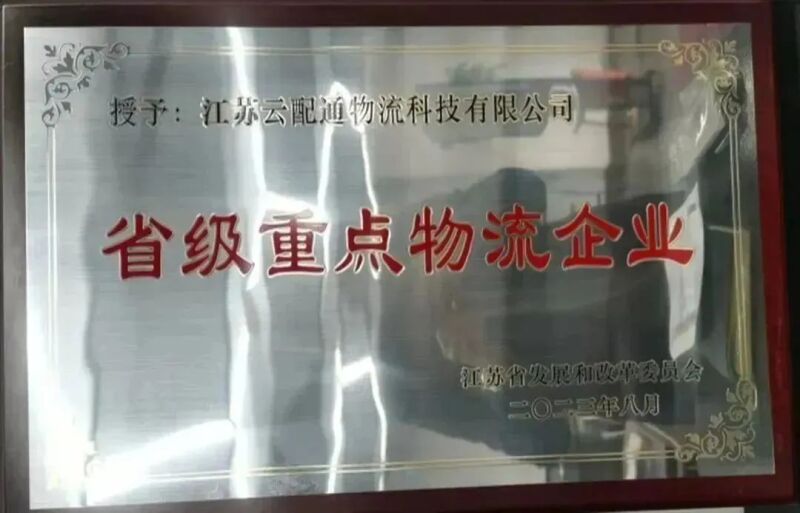 授予：江苏云配通物流科技有限公司
省级重点物流企业
江苏省发展和改革委员会
二〇二三年八月